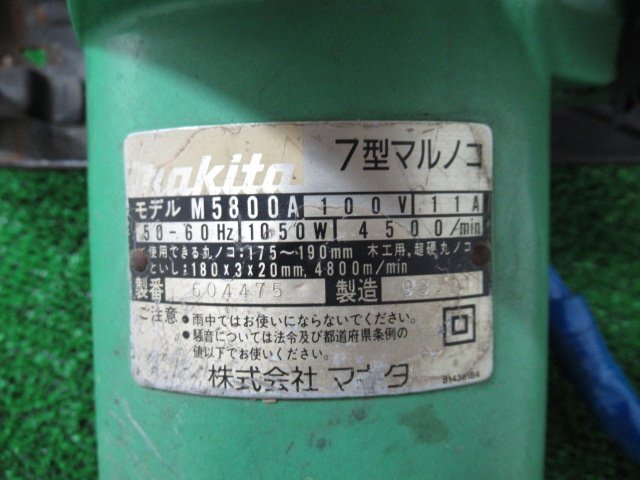 makita 7型マルノコ
モデル M5800A 100V 11A
50-60Hz 1050W 4500/min
使用できる丸ノコ:175～190mm 木工用,超硬丸ノコ
といし:180×3×20mm, 4800m/min
製番 604475 製造
ご注意 ●雨中ではお使いにならないでください。
●騒音については法令及び都道府県条例の
値以下でお使いください。
株式会社 マキタ